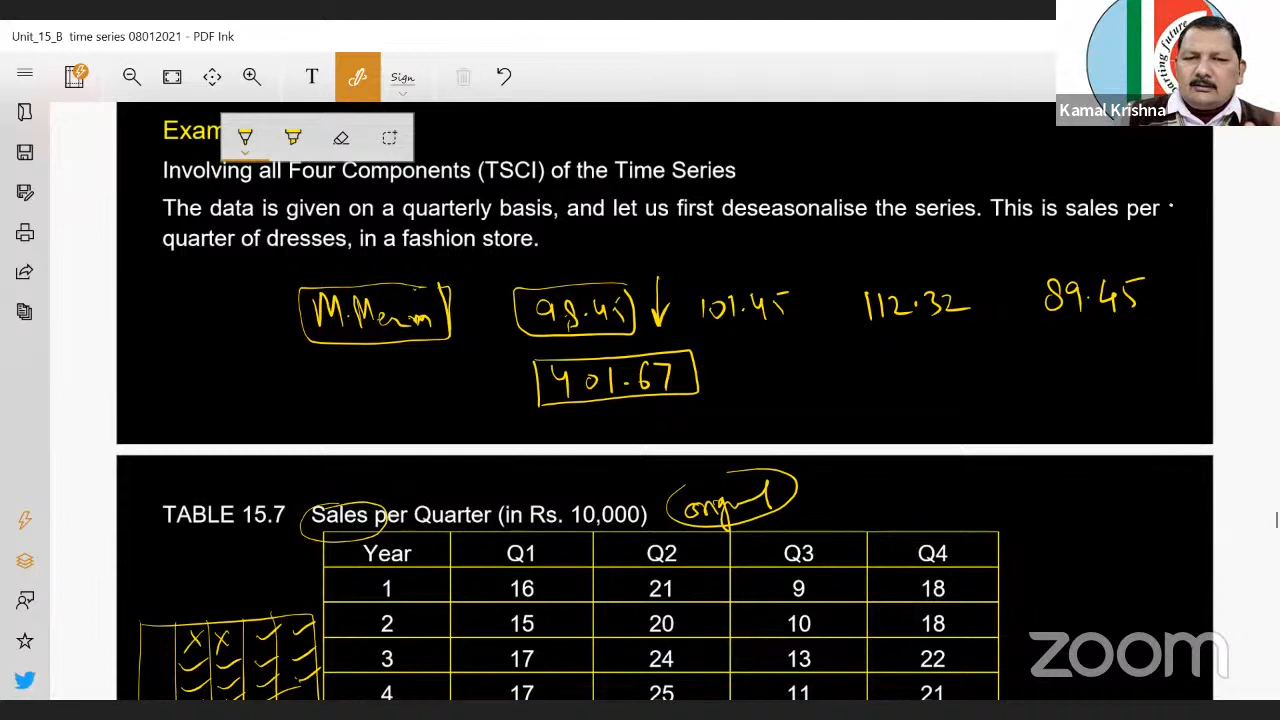 Unit_15_B time series 08012021 - PDF Ink
T
Sign
Kamal Krishna
Exam
Involving all Four Components (TSCI) of the Time Series
The data is given on a quarterly basis, and let us first deseasonalise the series. This is sales per
quarter of dresses, in a fashion store.
98.45 101.45 112.32 89.45
401.67
TABLE 15.7 Sales per Quarter (in Rs. 10,000)
Year Q1 Q2 Q3 Q4
1 16 21 9 18
2 15 20 10 18
3 17 24 13 22
4 17 25 11 21
zoom